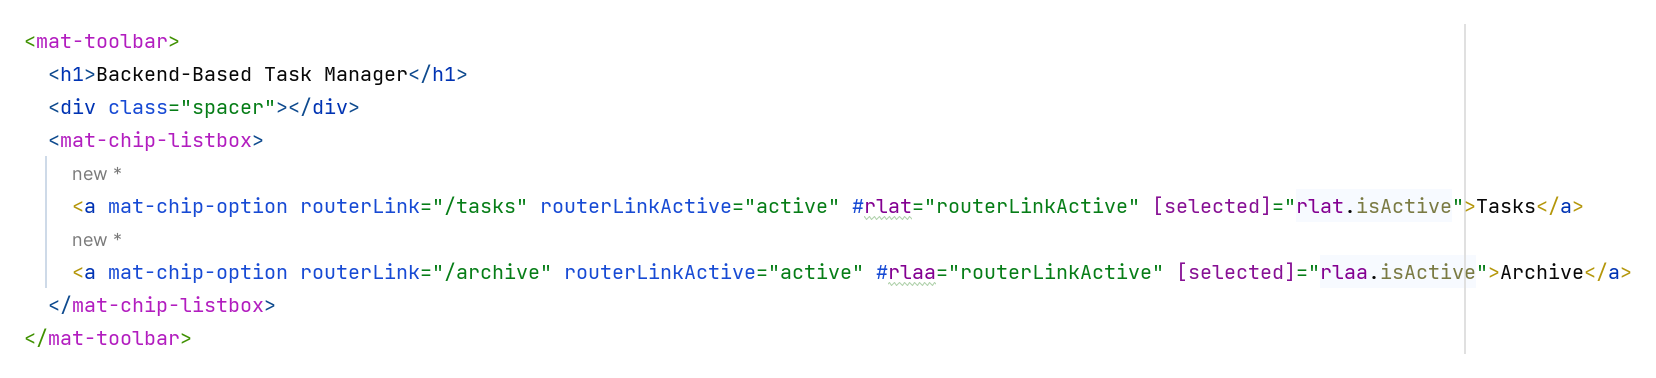 <mat-toolbar>
<h1>Backend-Based Task Manager</h1>
<div class="spacer"></div>
<mat-chip-listbox>
new *
<a mat-chip-option routerLink="/tasks" routerLinkActive="active" #rlat="routerLinkActive" [selected]="rlat.isActive">Tasks</a>
new *
<a mat-chip-option routerLink="/archive" routerLinkActive="active" #rlaa="routerLinkActive" [selected]="rlaa.isActive">Archive</a>
</mat-chip-listbox>
</mat-toolbar>